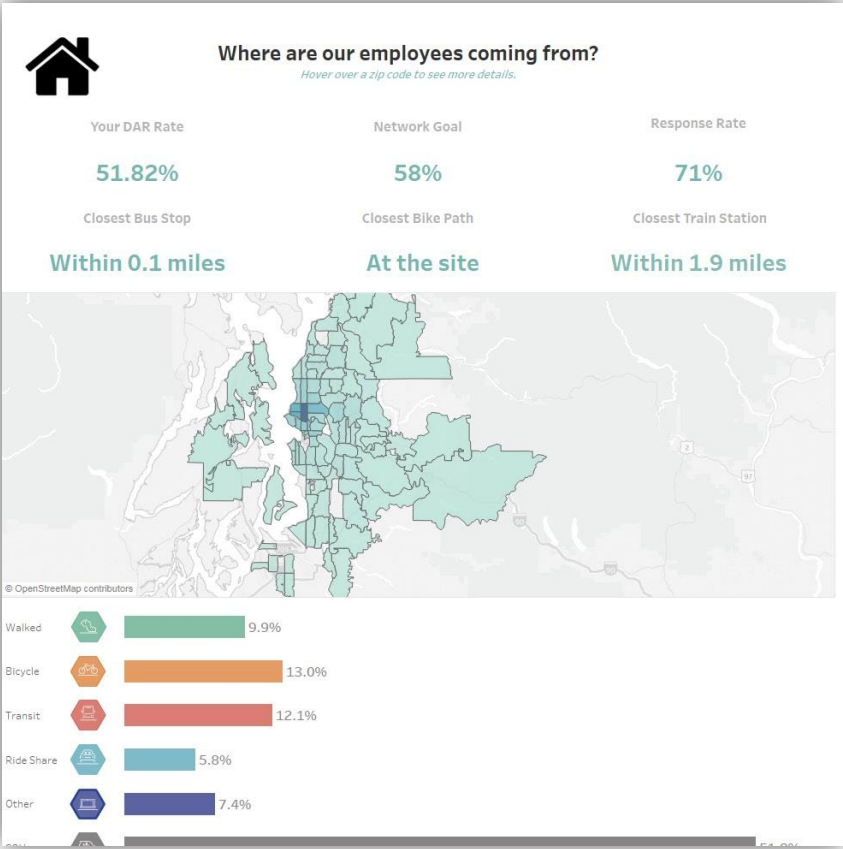 Where are our employees coming from?
Hover over a zip code to see more details.
Your DAR Rate
Network Goal
Response Rate
51.82%
58%
71%
Closest Bus Stop
Closest Bike Path
Closest Train Station
Within 0.1 miles
At the site
Within 1.9 miles
2
97
90
© OpenStreetMap contributors
Walked
9.9%
Bicycle
13.0%
Transit
12.1%
Ride Share
5.8%
Other
7.4%